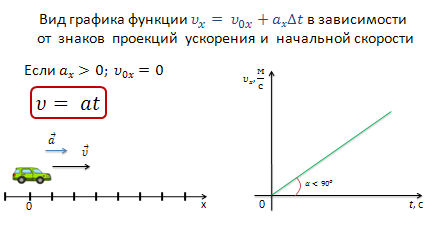 Вид графика функции υₓ = υ₀ₓ + aₓΔt в зависимости
от знаков проекций ускорения и начальной скорости
Если aₓ > 0; υ₀ₓ = 0
υ = at
a⃗
υ⃗
0
x
υₓ, м/с
α < 90°
0
t, c